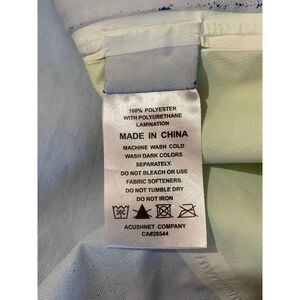 100% POLYESTER
WITH POLYURETHANE
LAMINATION
MADE IN CHINA
MACHINE WASH COLD
WASH DARK COLORS
SEPARATELY.
DO NOT BLEACH OR USE
FABRIC SOFTENERS.
DO NOT TUMBLE DRY
DO NOT IRON
30C
ACUSHNET COMPANY
CA#28544